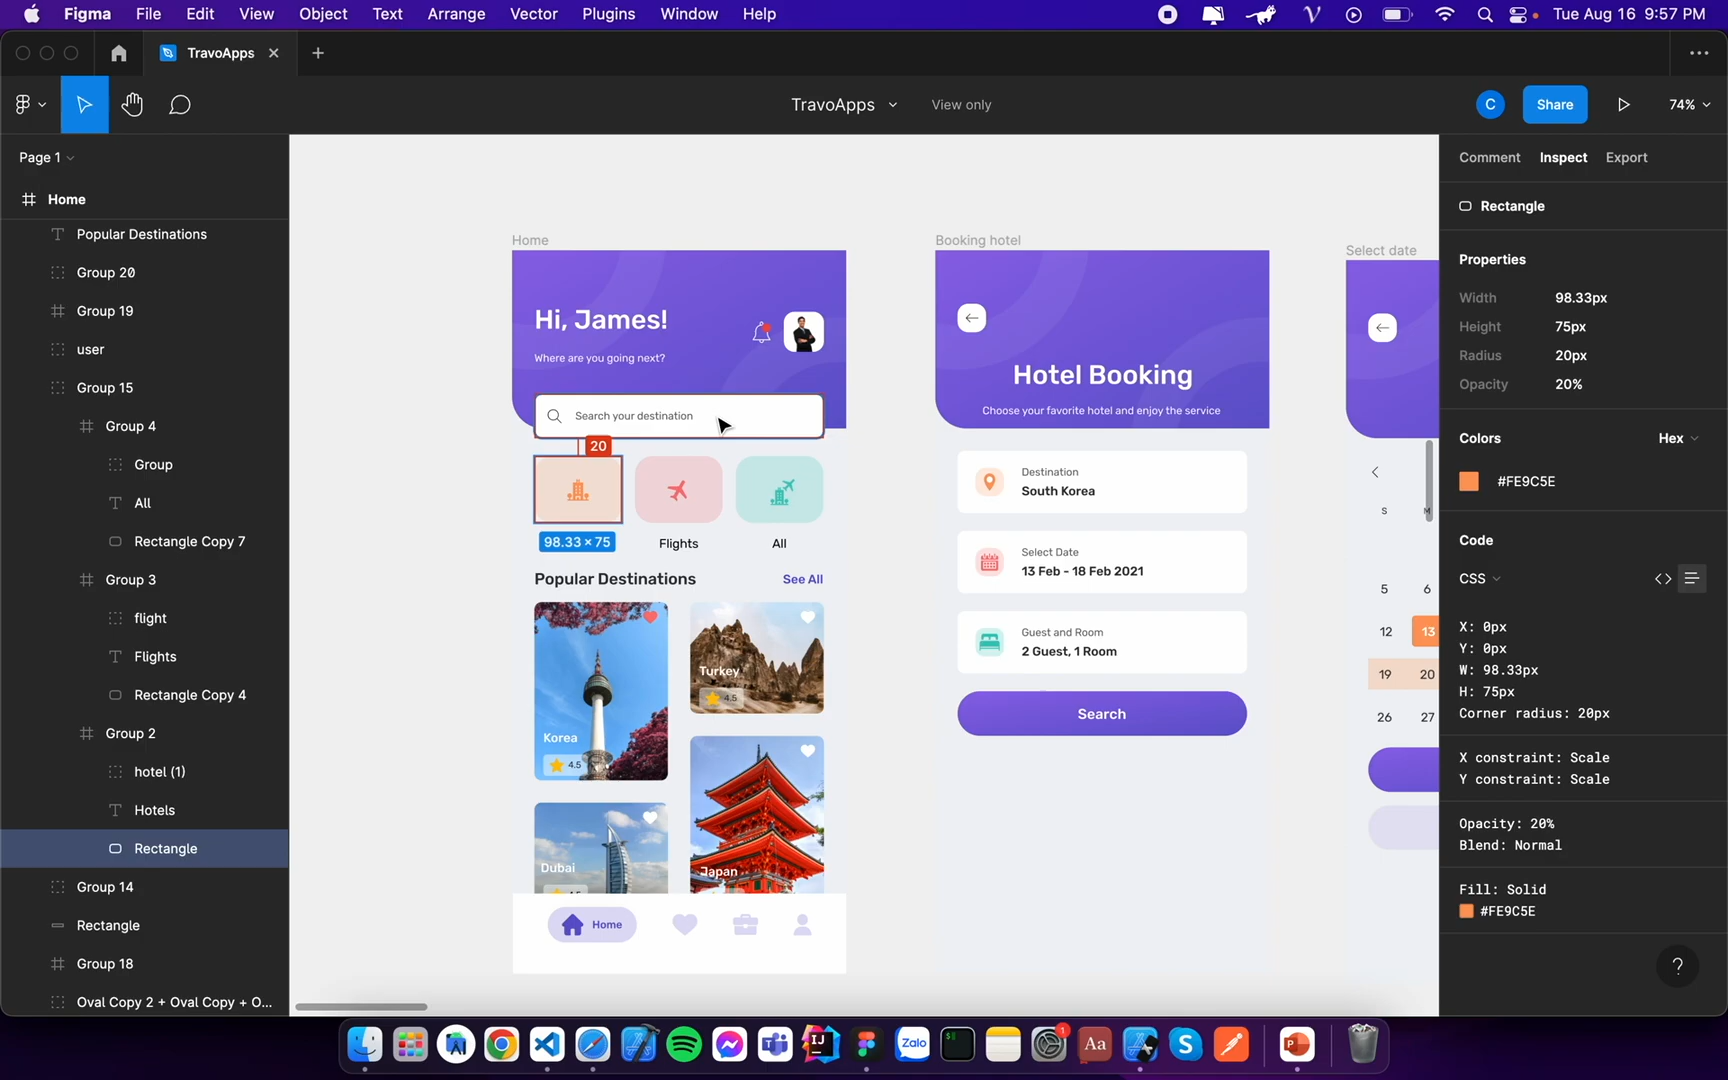 Figma File Edit View Object Text Arrange Vector Plugins Window Help
Tue Aug 16 9:57 PM
TravoApps
TravoApps
View only
C
Share
74%
Page 1
Home
Popular Destinations
Group 20
Group 19
user
Group 15
Group 4
Group
All
Rectangle Copy 7
Group 3
flight
Flights
Rectangle Copy 4
Group 2
hotel (1)
Hotels
Rectangle
Group 14
Rectangle
Group 18
Oval Copy 2 + Oval Copy + O...
Home
Hi, James!
Where are you going next?
Search your destination
20
98.33 × 75
Flights
All
Popular Destinations
See All
Korea
4.5
Turkey
4.5
Dubai
Japan
Home
Booking hotel
Hotel Booking
Choose your favorite hotel and enjoy the service
Destination
South Korea
Select Date
13 Feb - 18 Feb 2021
Guest and Room
2 Guest, 1 Room
Search
Select date
S M
5 6
12 13
19 20
26 27
Comment Inspect Export
Rectangle
Properties
Width 98.33px
Height 75px
Radius 20px
Opacity 20%
Colors Hex
#FE9C5E
Code
CSS
X: 0px
Y: 0px
W: 98.33px
H: 75px
Corner radius: 20px
X constraint: Scale
Y constraint: Scale
Opacity: 20%
Blend: Normal
Fill: Solid
#FE9C5E
?
Zalo
1
Aa